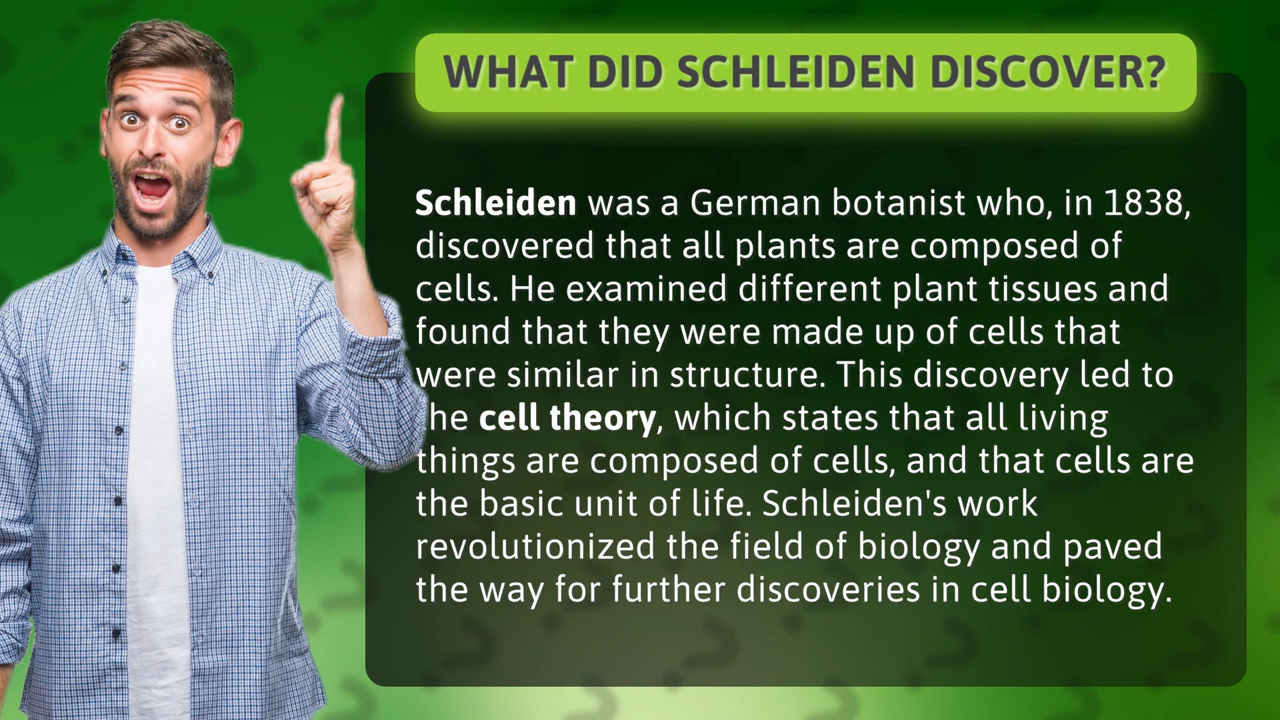 WHAT DID SCHLEIDEN DISCOVER?
Schleiden was a German botanist who, in 1838,
discovered that all plants are composed of
cells. He examined different plant tissues and
found that they were made up of cells that
were similar in structure. This discovery led to
the cell theory, which states that all living
things are composed of cells, and that cells are
the basic unit of life. Schleiden's work
revolutionized the field of biology and paved
the way for further discoveries in cell biology.